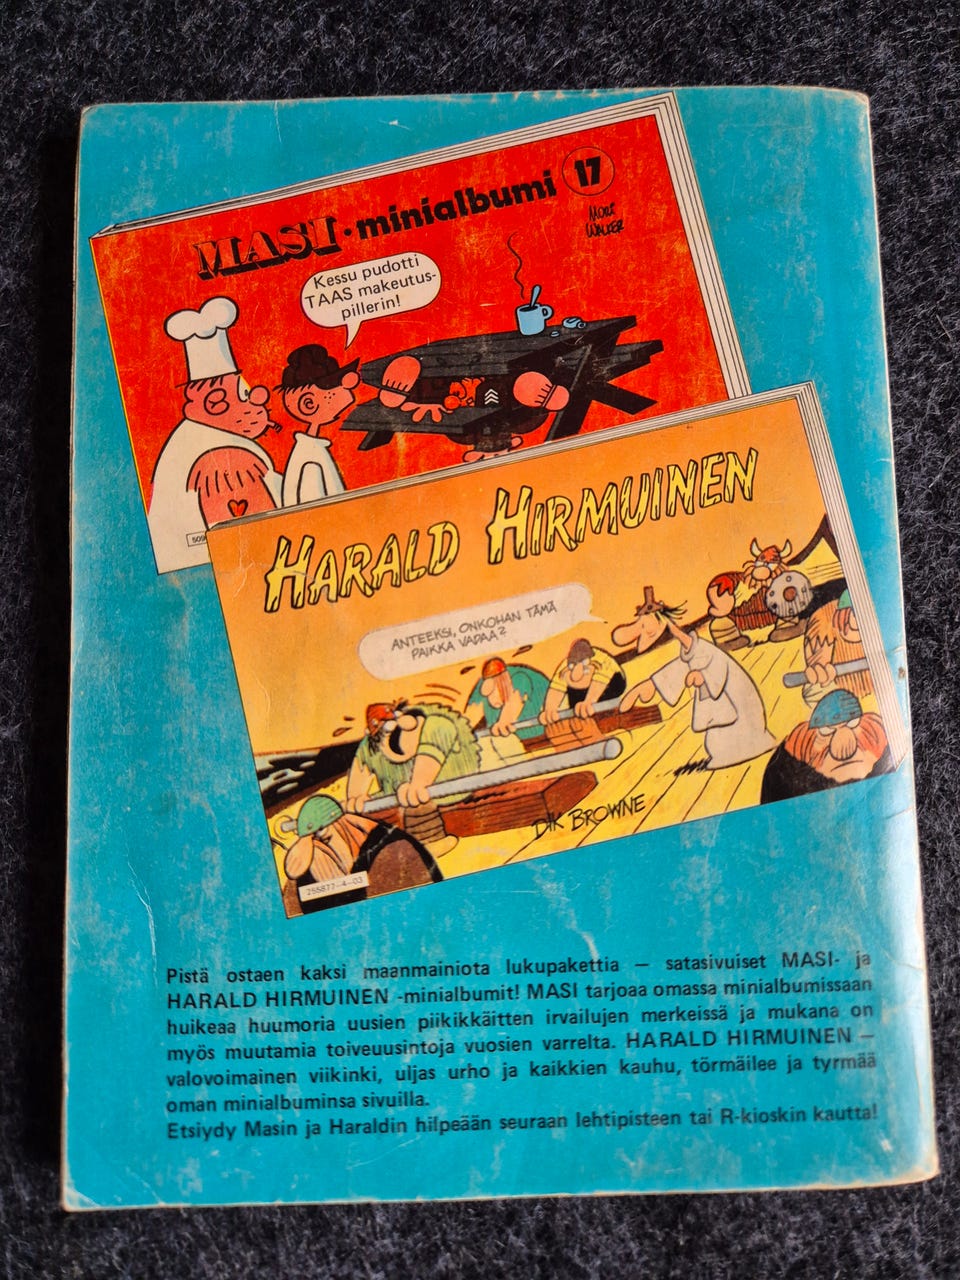 MASI-minialbumi 17
MORT
WALKER
Kessu pudotti
TAAS makeutus-
pillerin!
HARALD HIRMUINEN
ANTEEKSI, ONKOHAN TÄMÄ
PAIKKA VAPAA?
DIK BROWNE
255877-4-03
Pistä ostaen kaksi maanmainiota lukupakettia — satasivuiset MASI- ja
HARALD HIRMUINEN -minialbumit! MASI tarjoaa omassa minialbumissaan
huikeaa huumoria uusien piikikkäitten irvailujen merkeissä ja mukana on
myös muutamia toiveuusintoja vuosien varrelta. HARALD HIRMUINEN —
valovoimainen viikinki, uljas urho ja kaikkien kauhu, törmäilee ja tyrmää
oman minialbuminsa sivuilla.
Etsiydy Masin ja Haraldin hilpeään seuraan lehtipisteen tai R-kioskin kautta!